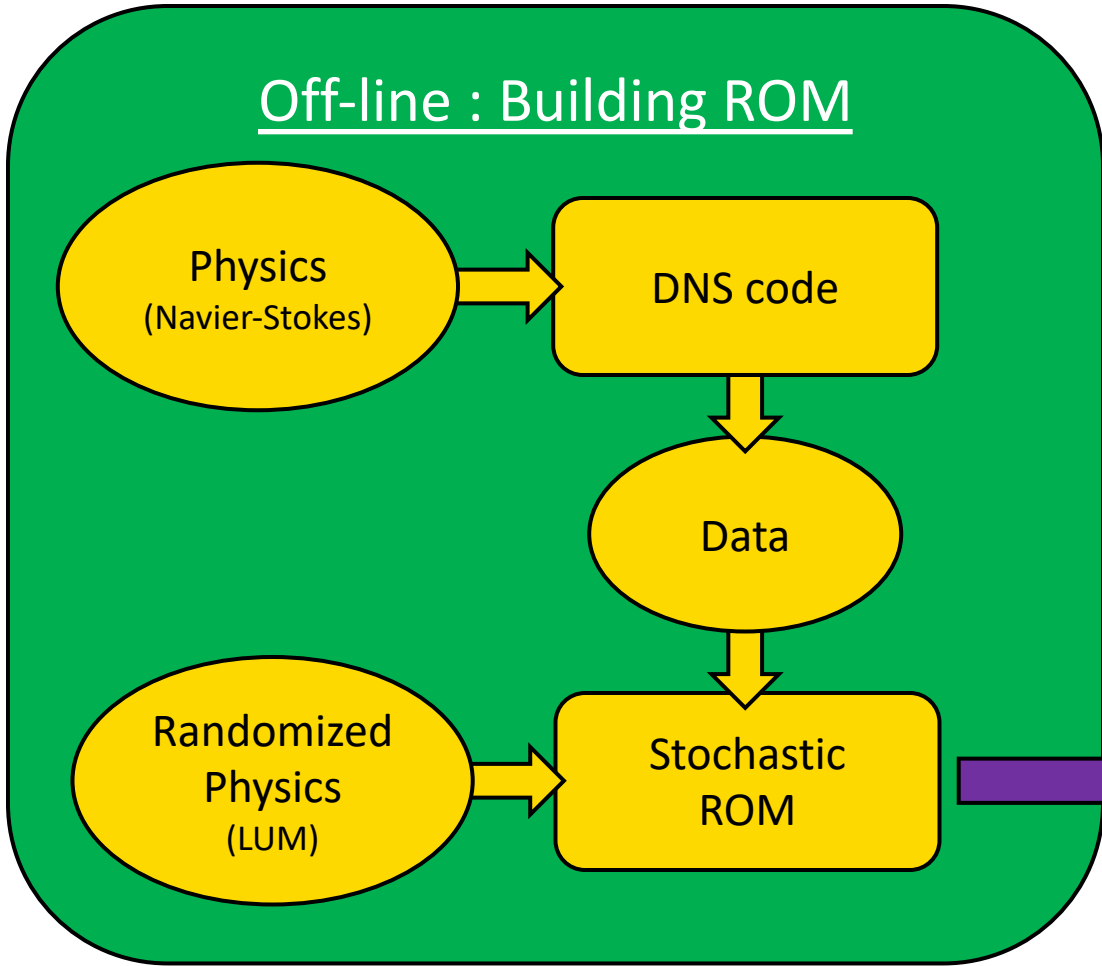 Off-line : Building ROM
Physics
(Navier-Stokes)
DNS code
Data
Randomized
Physics
(LUM)
Stochastic
ROM